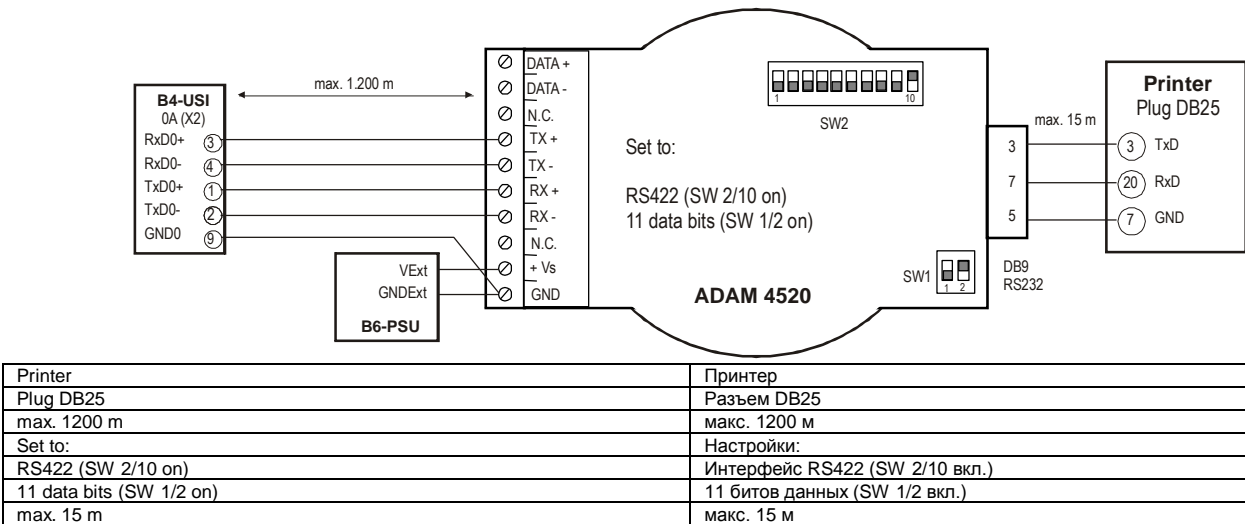 B4-USI
0A (X2)
RxD0+ 3
RxD0- 4
TxD0+ 1
TxD0- 2
GND0 9
max. 1.200 m
VExt
GNDExt
B6-PSU
DATA +
DATA -
N.C.
TX +
TX -
RX +
RX -
N.C.
+ Vs
GND
1 10
SW2
Set to:
RS422 (SW 2/10 on)
11 data bits (SW 1/2 on)
ADAM 4520
SW1
1 2
3
7
5
DB9
RS232
max. 15 m
Printer
Plug DB25
3 TxD
20 RxD
7 GND
Printer Принтер
Plug DB25 Разъем DB25
max. 1200 m макс. 1200 м
Set to: Настройки:
RS422 (SW 2/10 on) Интерфейс RS422 (SW 2/10 вкл.)
11 data bits (SW 1/2 on) 11 битов данных (SW 1/2 вкл.)
max. 15 m макс. 15 м